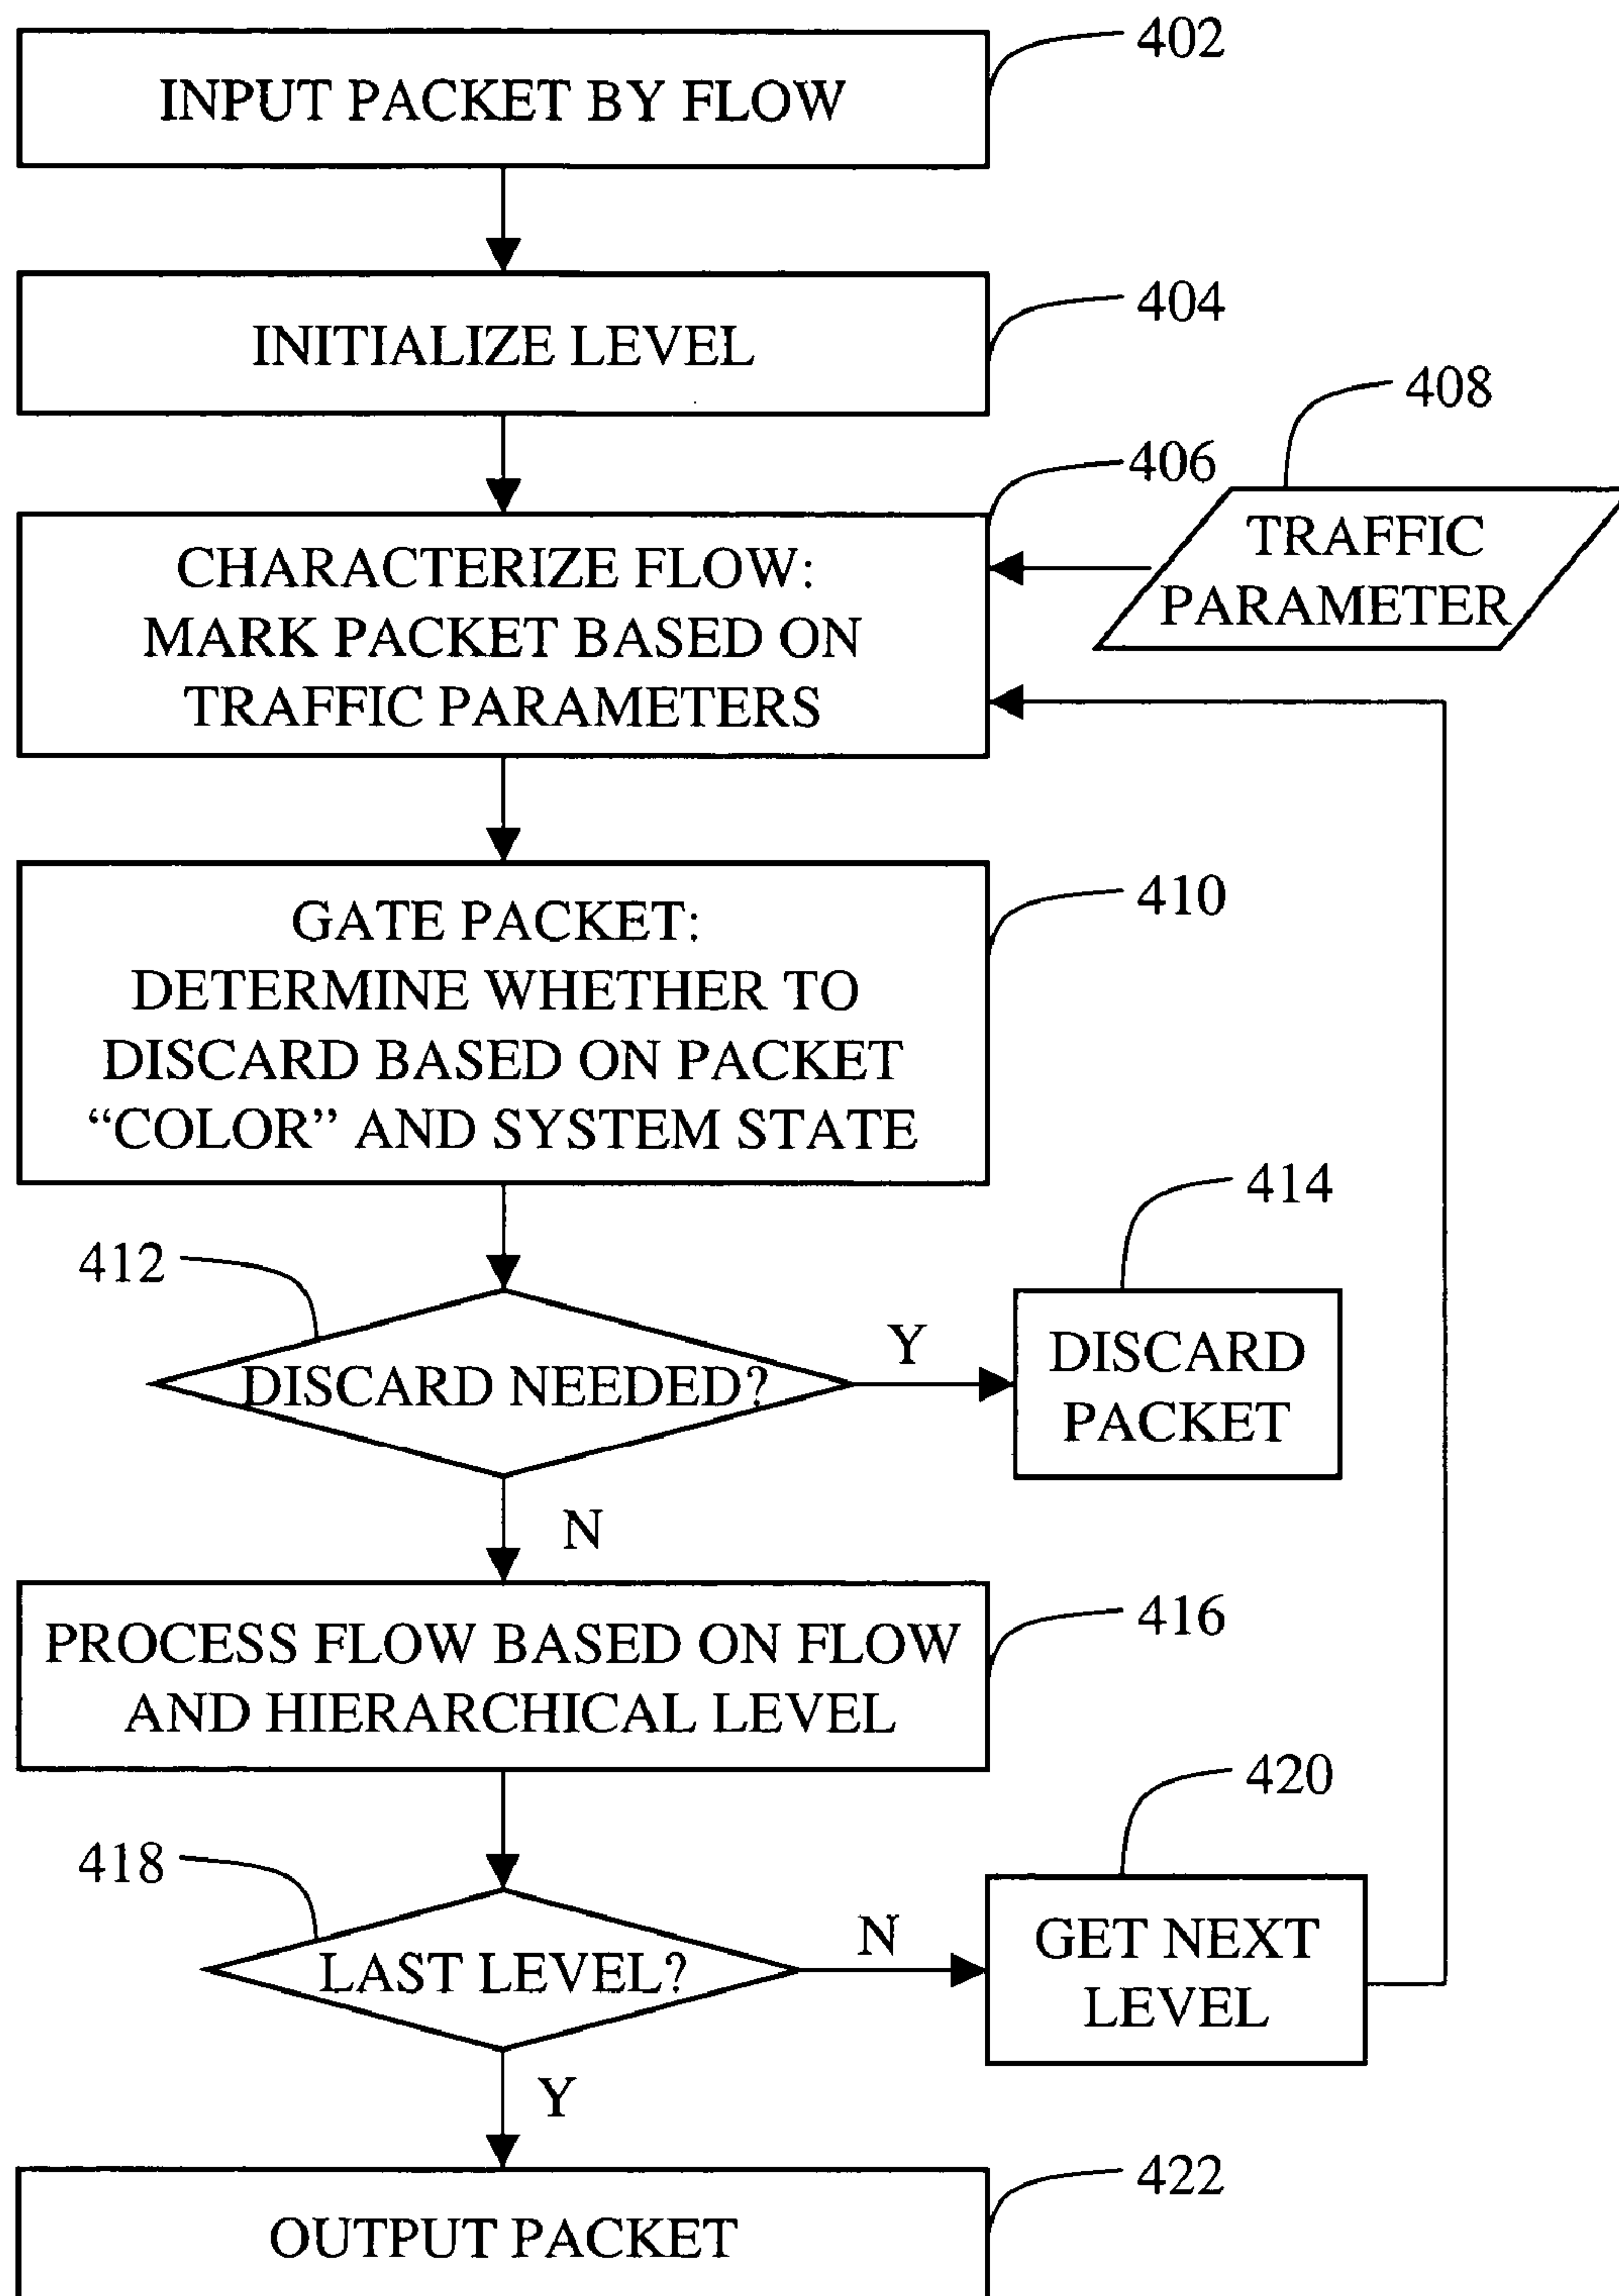 INPUT PACKET BY FLOW
402
INITIALIZE LEVEL
404
408
406
TRAFFIC
PARAMETER
CHARACTERIZE FLOW:
MARK PACKET BASED ON
TRAFFIC PARAMETERS
GATE PACKET:
DETERMINE WHETHER TO
DISCARD BASED ON PACKET
“COLOR” AND SYSTEM STATE
410
414
412
DISCARD NEEDED?
Y
DISCARD
PACKET
N
PROCESS FLOW BASED ON FLOW
AND HIERARCHICAL LEVEL
416
420
418
LAST LEVEL?
N
GET NEXT
LEVEL
Y
OUTPUT PACKET
422